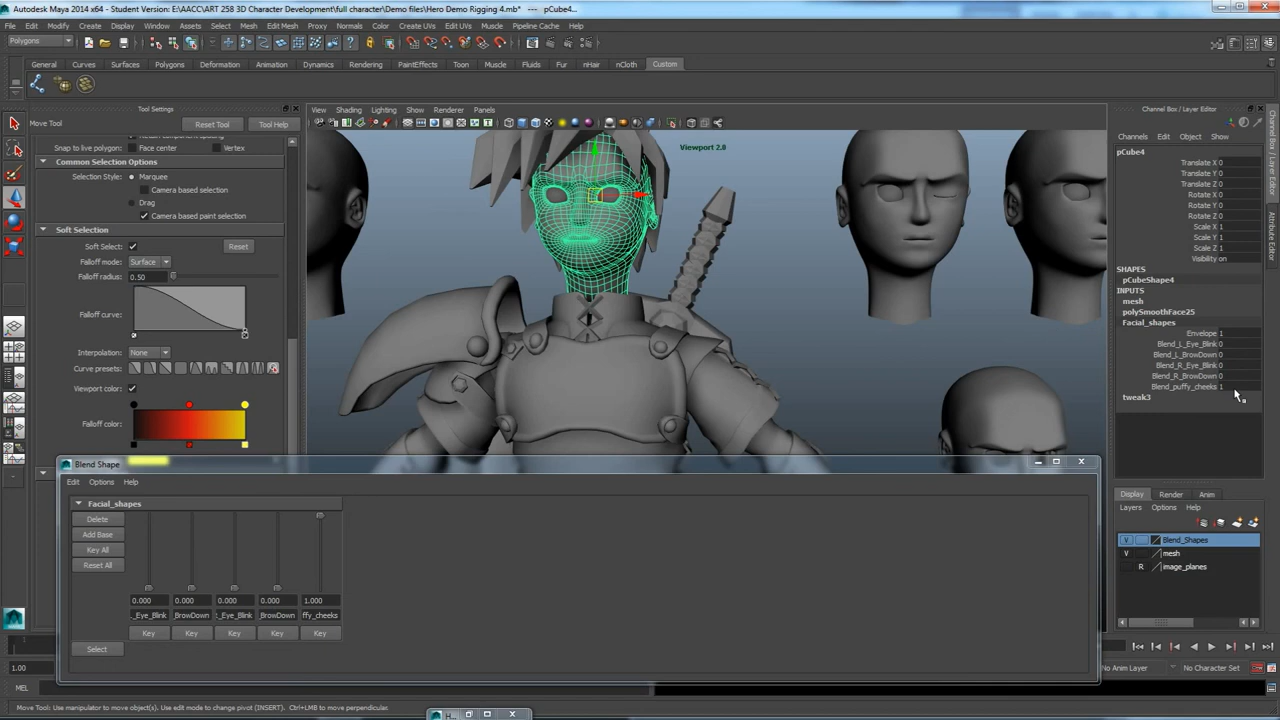 Autodesk Maya 2014 x64 - Student Version: E:\AACC\ART 258 3D Character Development\full character\Demo files\Hero Demo Rigging 4.mb* --- pCube4...
File Edit Modify Create Display Window Assets Select Mesh Edit Mesh Proxy Normals Color Create UVs Edit UVs Muscle Pipeline Cache Help
Polygons
General Curves Surfaces Polygons Deformation Animation Dynamics Rendering PaintEffects Toon Muscle Fluids Fur nHair nCloth Custom
Tool Settings
Move Tool Reset Tool Tool Help
Snap to live polygon: Face center Vertex
Common Selection Options
Selection Style: Marquee
Camera based selection
Drag
Camera based paint selection
Soft Selection
Soft Select: Reset
Falloff mode: Surface
Falloff radius: 0.50
Falloff curve:
Interpolation: None
Curve presets:
Viewport color:
Falloff color:
View Shading Lighting Show Renderer Panels
Viewport 2.0
Channel Box / Layer Editor
Channels Edit Object Show
pCube4
Translate X 0
Translate Y 0
Translate Z 0
Rotate X 0
Rotate Y 0
Rotate Z 0
Scale X 1
Scale Y 1
Scale Z 1
Visibility on
SHAPES
pCubeShape4
INPUTS
mesh
polySmoothFace25
Facial_shapes
Envelope 1
Blend_L_Eye_Blink 0
Blend_L_BrowDown 0
Blend_R_Eye_Blink 0
Blend_R_BrowDown 0
Blend_puffy_cheeks 1
tweak3
Channel Box / Layer Editor
Attribute Editor
Display Render Anim
Layers Options Help
V Blend_Shapes
V mesh
R image_planes
Blend Shape
Edit Options Help
Facial_shapes
Delete
Add Base
Key All
Reset All
0.000 0.000 0.000 0.000 1.000
_Eye_Blink BrowDown _Eye_Blink BrowDown ffy_cheeks
Key Key Key Key Key
Select
1.00
No Anim Layer No Character Set
MEL
Move Tool: Use manipulator to move object(s). Use edit mode to change pivot (INSERT). Ctrl+LMB to move perpendicular.
H...